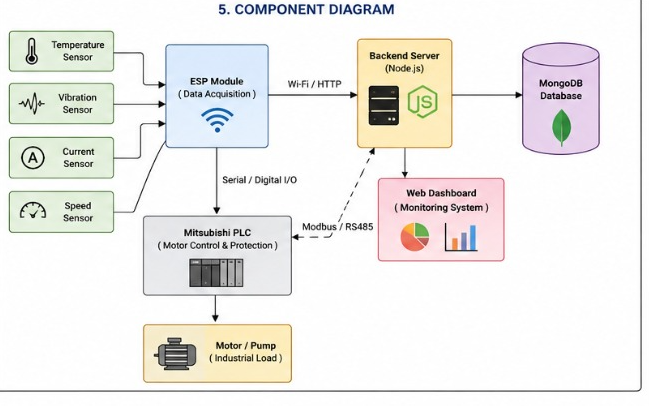 5. COMPONENT DIAGRAM
Temperature
Sensor
Vibration
Sensor
A
Current
Sensor
Speed
Sensor
ESP Module
( Data Acquisition )
Wi-Fi / HTTP
Backend Server
(Node.js)
JS
MongoDB
Database
Serial / Digital I/O
Mitsubishi PLC
( Motor Control & Protection )
Modbus / RS485
Web Dashboard
( Monitoring System )
Motor / Pump
( Industrial Load )